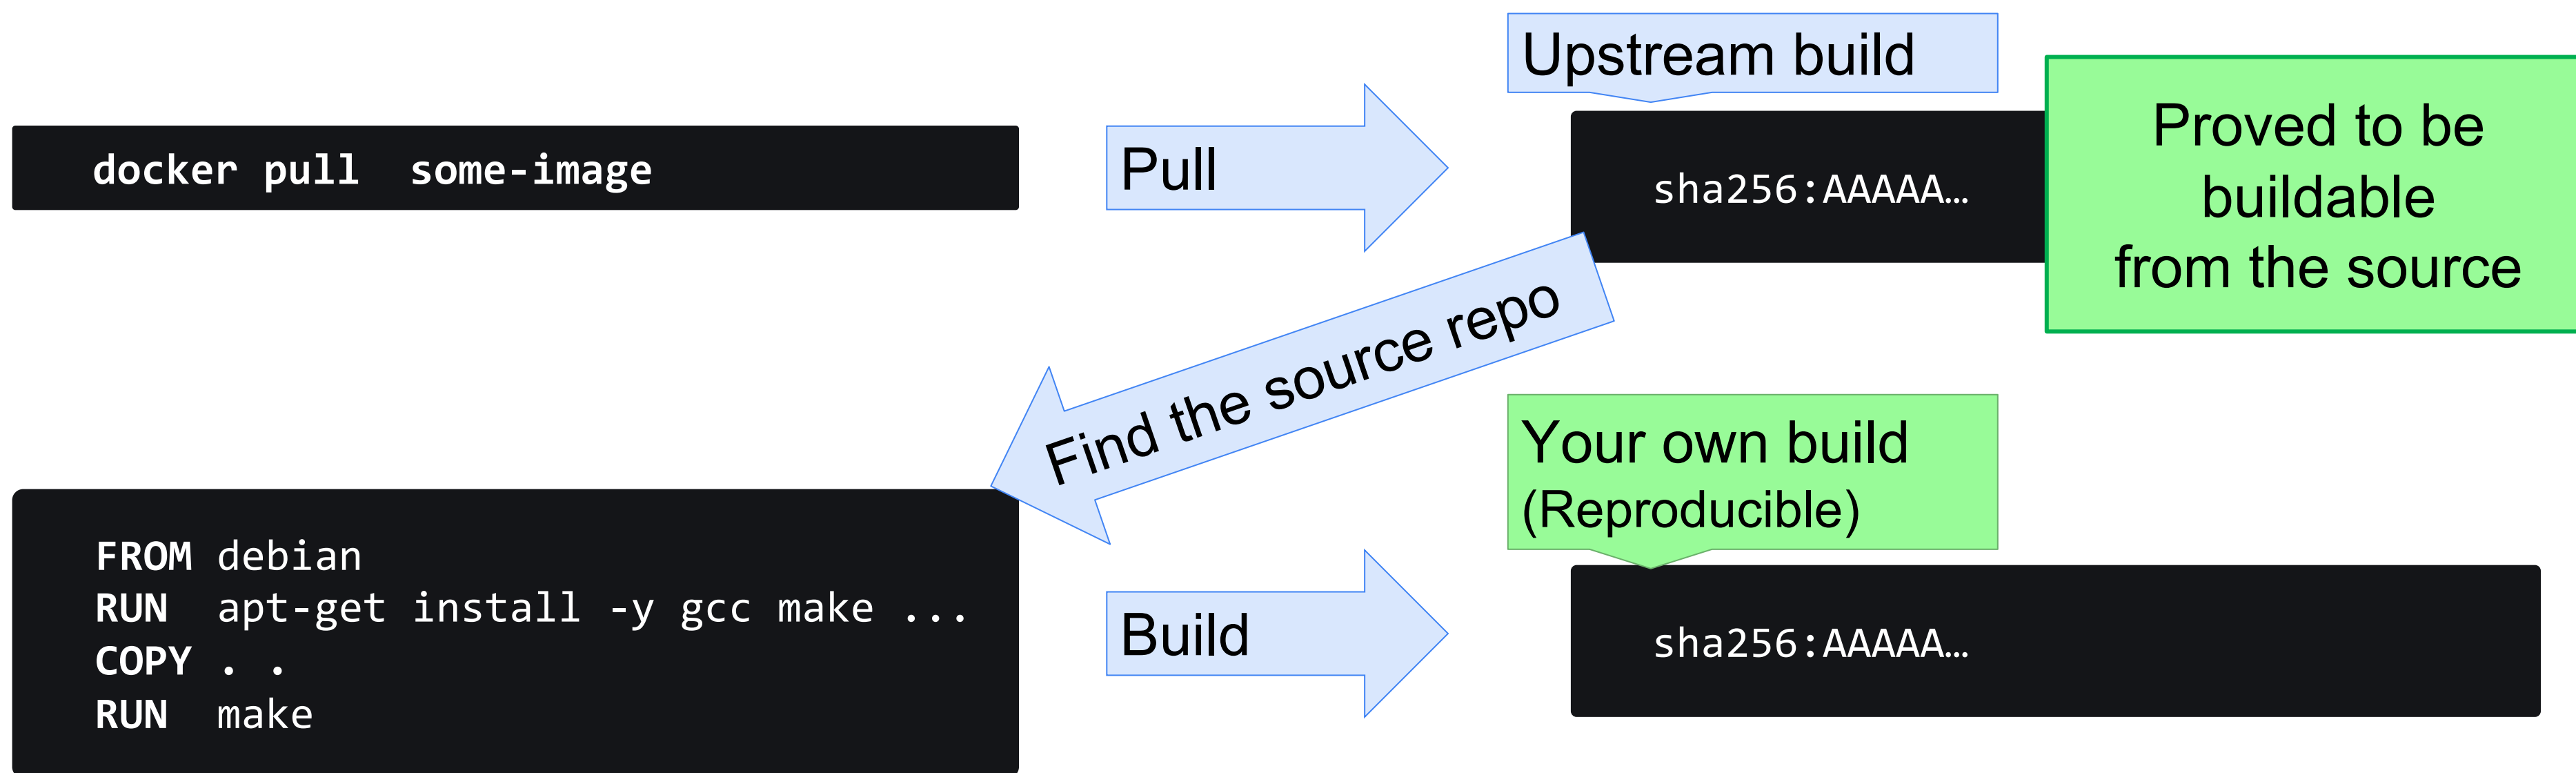 Upstream build
docker pull  some-image
Pull
sha256:AAAAA…
Proved to be
buildable
from the source
Find the source repo
Your own build
(Reproducible)
FROM debian
RUN  apt-get install -y gcc make ...
COPY . .
RUN  make
Build
sha256:AAAAA…